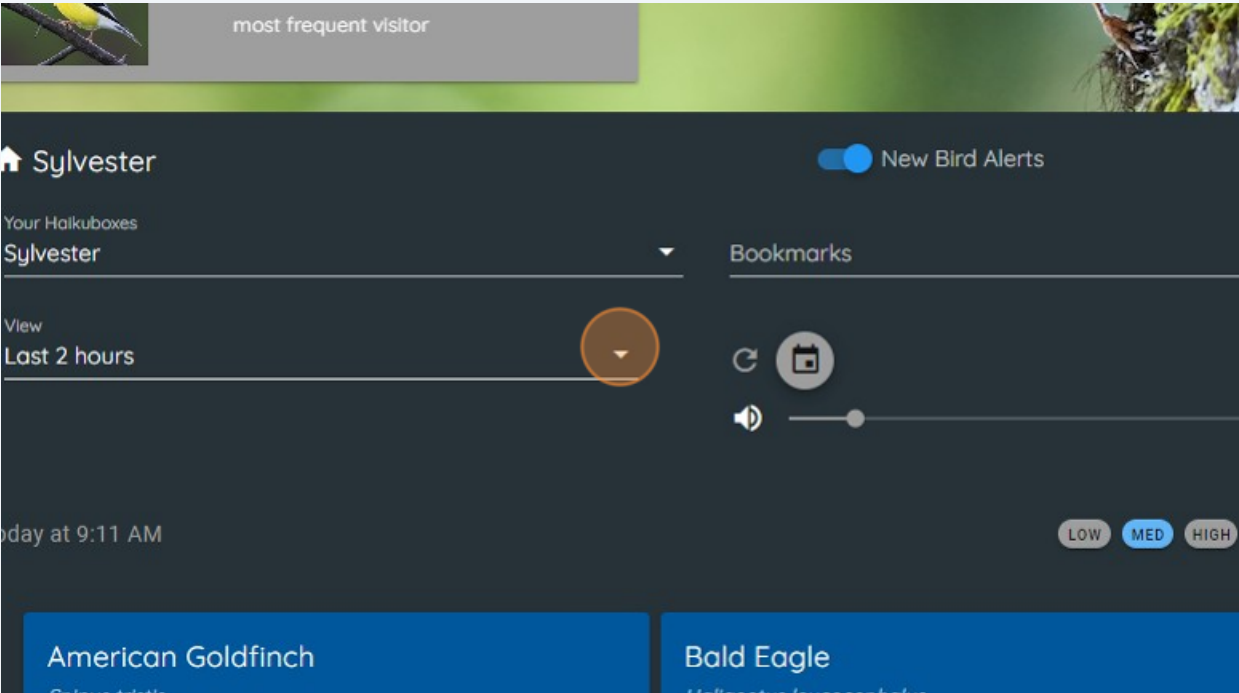 most frequent visitor
Sylvester
New Bird Alerts
Your Haikuboxes
Sylvester
Bookmarks
View
Last 2 hours
oday at 9:11 AM
LOW MED HIGH
American Goldfinch
Bald Eagle